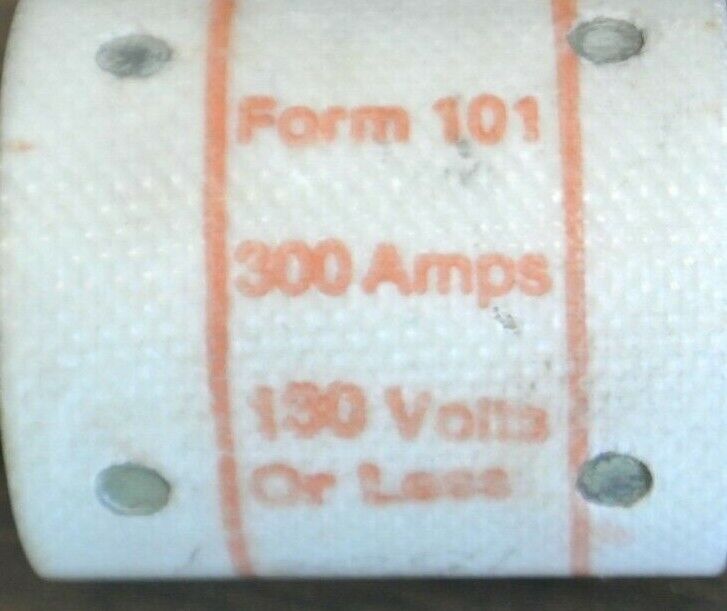 Form 101
300 Amps
130 Volts
Or Less